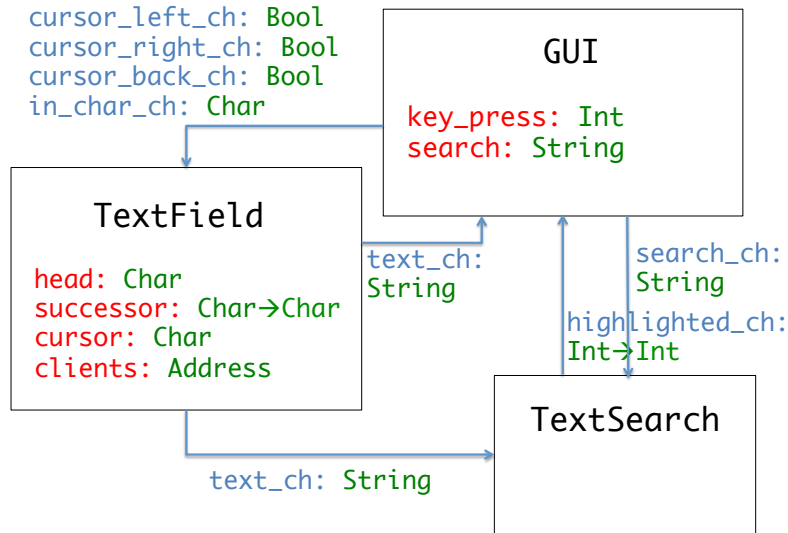 cursor_left_ch: Bool
cursor_right_ch: Bool
cursor_back_ch: Bool
in_char_ch: Char
GUI
key_press: Int
search: String
TextField
head: Char
successor: Char→Char
cursor: Char
clients: Address
text_ch:
String
search_ch:
String
highlighted_ch:
Int→Int
TextSearch
text_ch: String